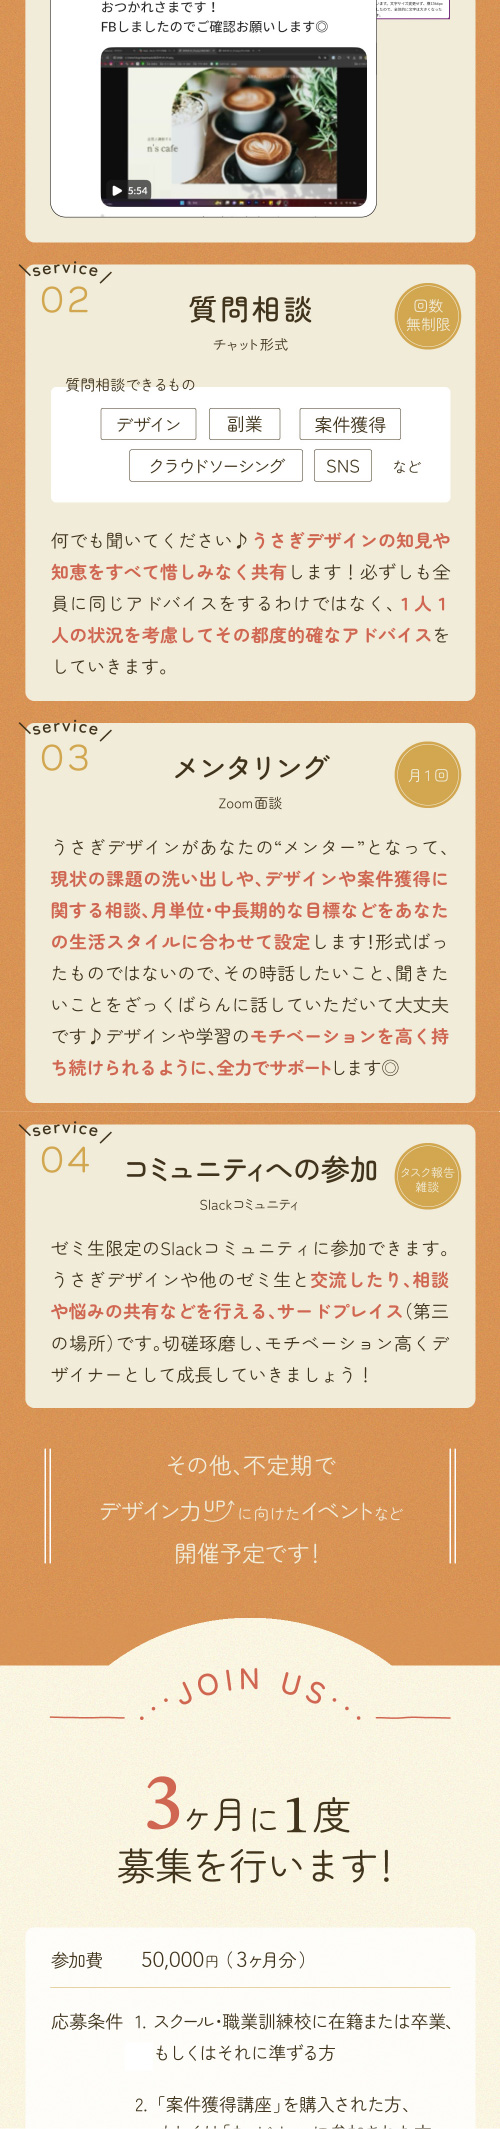 おつかれさまです！
FBしましたのでご確認お願いします◎
n's cafe
5:54
service
02
質問相談
チャット形式
回数
無制限
質問相談できるもの
デザイン 副業 案件獲得
クラウドソーシング SNS など
何でも聞いてください♪うさぎデザインの知見や
知恵をすべて惜しみなく共有します！必ずしも全
員に同じアドバイスをするわけではなく、1人1
人の状況を考慮してその都度的確なアドバイスを
していきます。
service
03
メンタリング
Zoom面談
月1回
うさぎデザインがあなたの“メンター”となって、
現状の課題の洗い出しや、デザインや案件獲得に
関する相談、月単位・中長期的な目標などをあなた
の生活スタイルに合わせて設定します！形式ばっ
たものではないので、その時話したいこと、聞きた
いことをざっくばらんに話していただいて大丈夫
です♪デザインや学習のモチベーションを高く持
ち続けられるように、全力でサポートします◎
service
04
コミュニティへの参加
Slackコミュニティ
タスク報告
雑談
ゼミ生限定のSlackコミュニティに参加できます。
うさぎデザインや他のゼミ生と交流したり、相談
や悩みの共有などを行える、サードプレイス（第三
の場所）です。切磋琢磨し、モチベーション高くデ
ザイナーとして成長していきましょう！
その他、不定期で
デザイン力UP↗に向けたイベントなど
開催予定です！
JOIN US
3ヶ月に1度
募集を行います！
参加費 50,000円（3ヶ月分）
応募条件 1. スクール・職業訓練校に在籍または卒業、
もしくはそれに準ずる方
2. 「案件獲得講座」を購入された方、